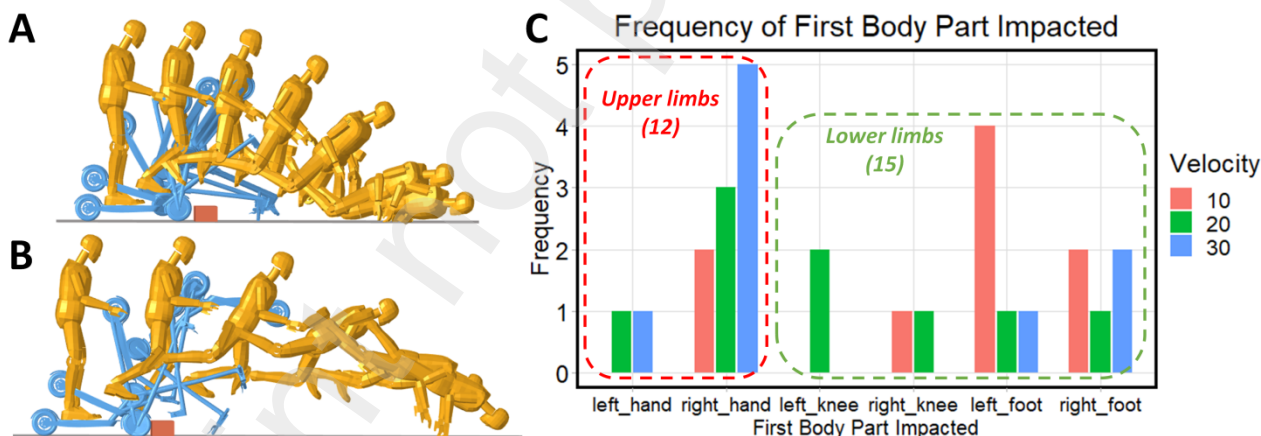 A
B
C
Frequency of First Body Part Impacted
Frequency
5
4
3
2
1
0
Upper limbs
(12)
Lower limbs
(15)
left_hand
right_hand
left_knee
right_knee
left_foot
right_foot
First Body Part Impacted
Velocity
10
20
30
not p